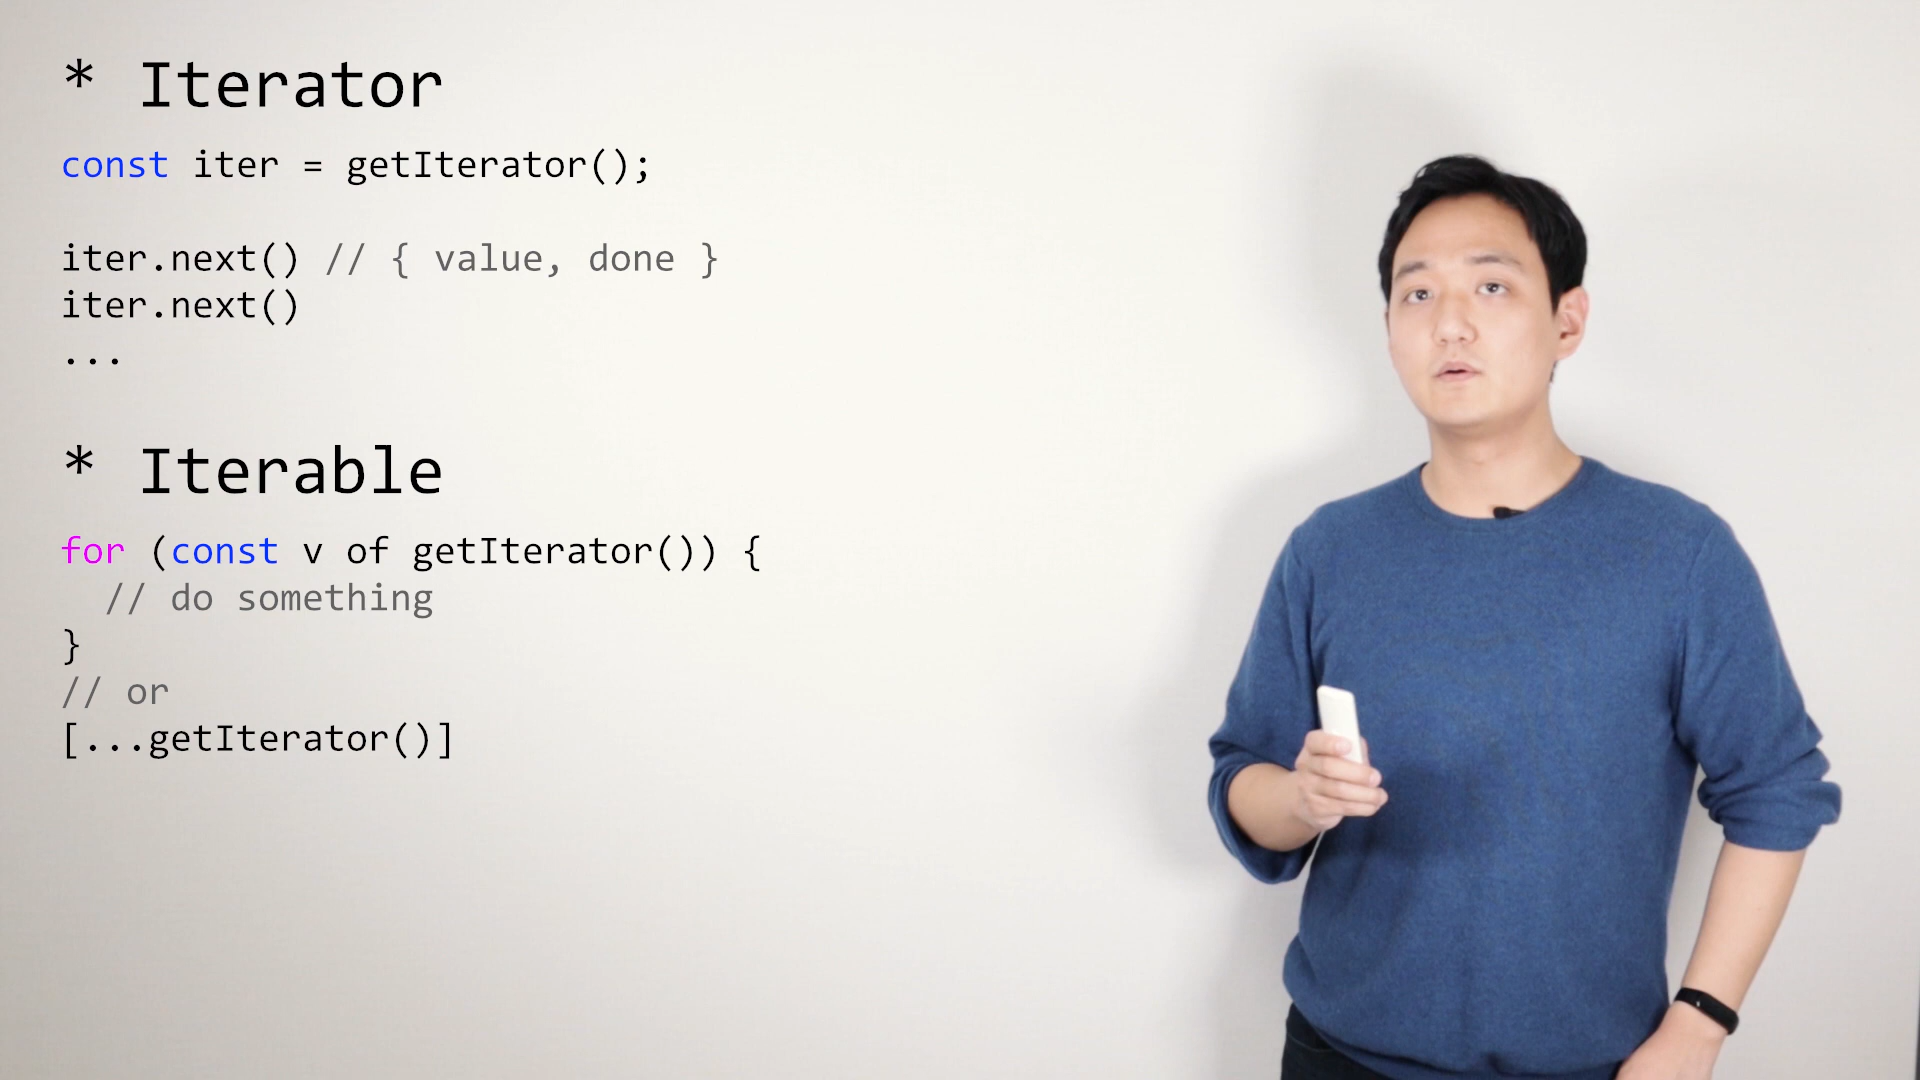 * Iterator
const iter = getIterator();
iter.next() // { value, done }
iter.next()
...
* Iterable
for (const v of getIterator()) {
  // do something
}
// or
[...getIterator()]